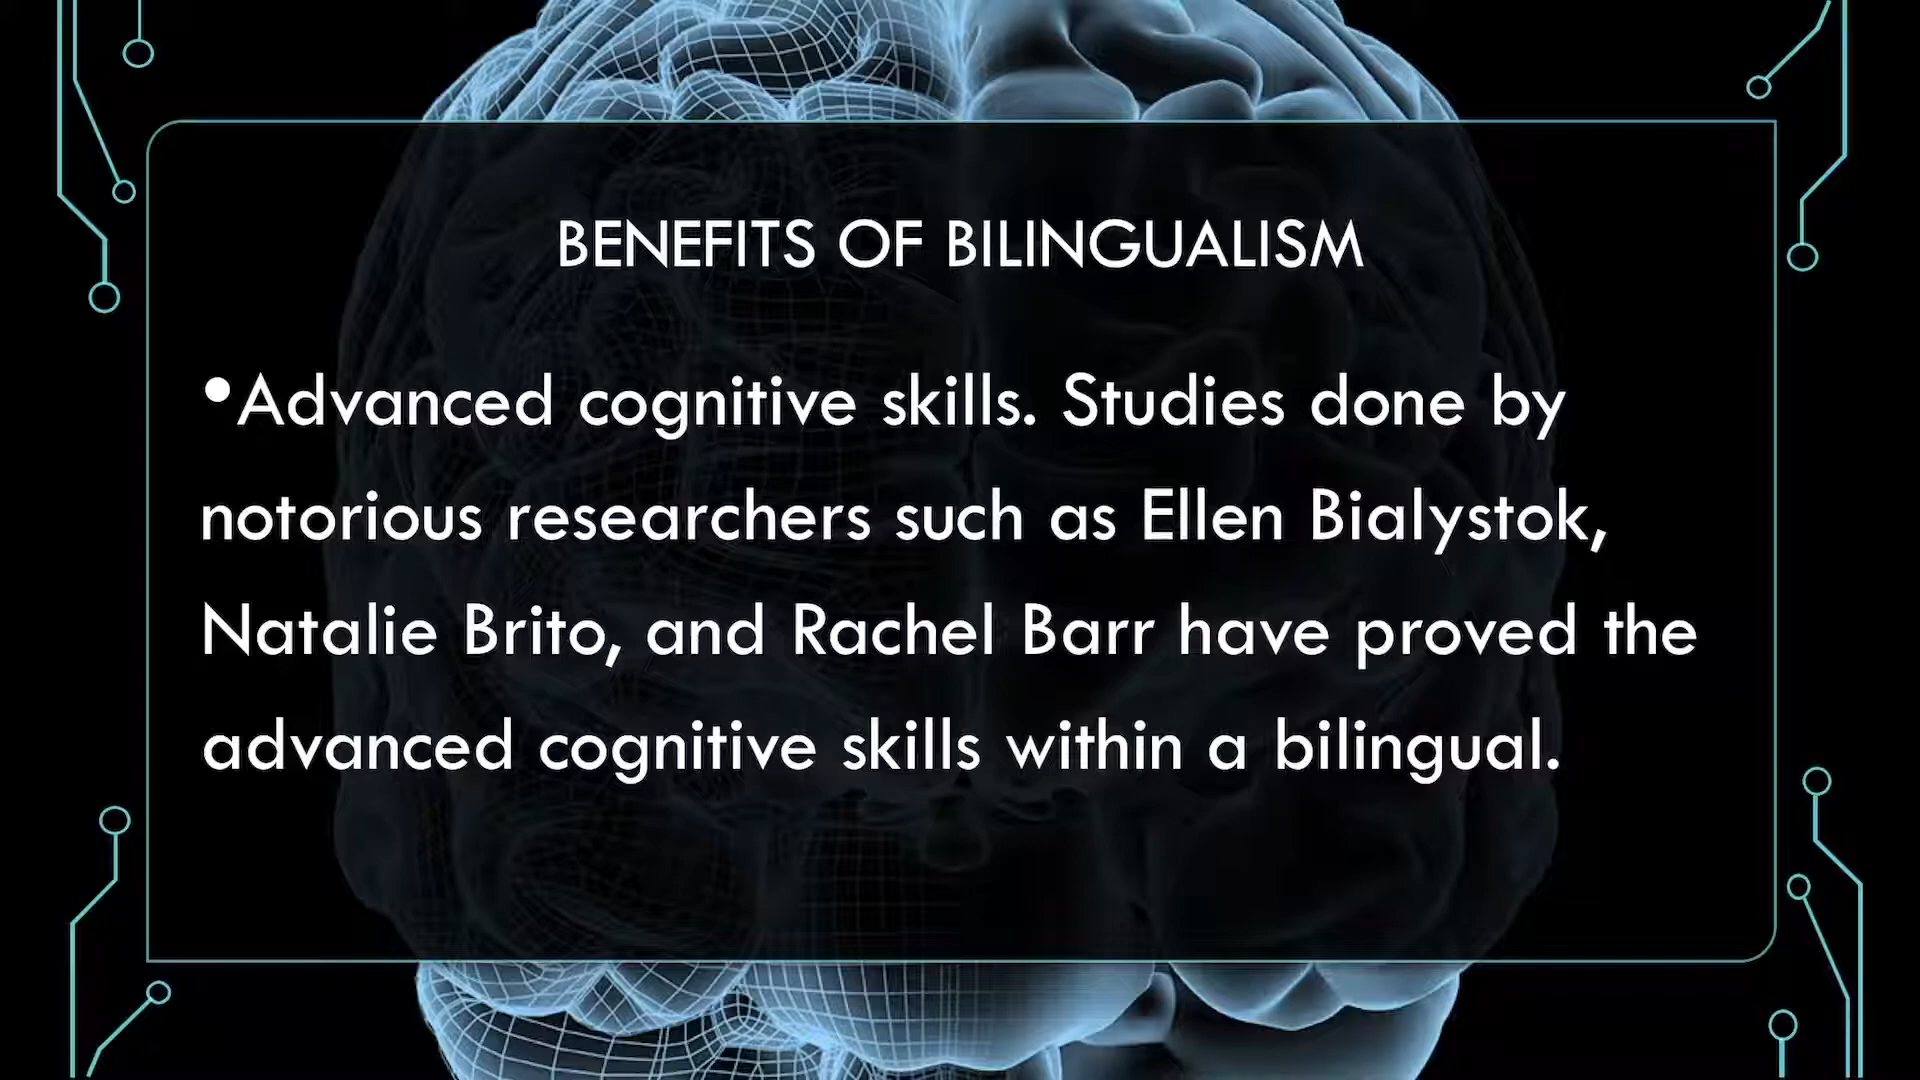 BENEFITS OF BILINGUALISM
•Advanced cognitive skills. Studies done by
notorious researchers such as Ellen Bialystok,
Natalie Brito, and Rachel Barr have proved the
advanced cognitive skills within a bilingual.